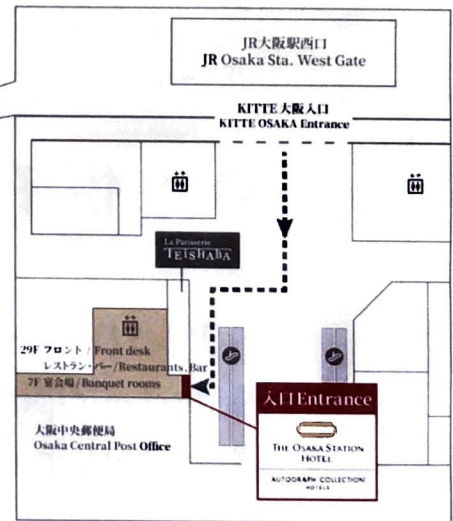 JR大阪駅西口
JR Osaka Sta. West Gate
KITTE 大阪入口
KITTE OSAKA Entrance
La Patisserie
TEISHABA
29F フロント / Front desk
レストラン・バー/Restaurants, Bar
7F 宴会場/Banquet rooms
入口Entrance
大阪中央郵便局
Osaka Central Post Office
THE OSAKA STATION
HOTEL
AUTOGRAPH COLLECTION
HOTELS